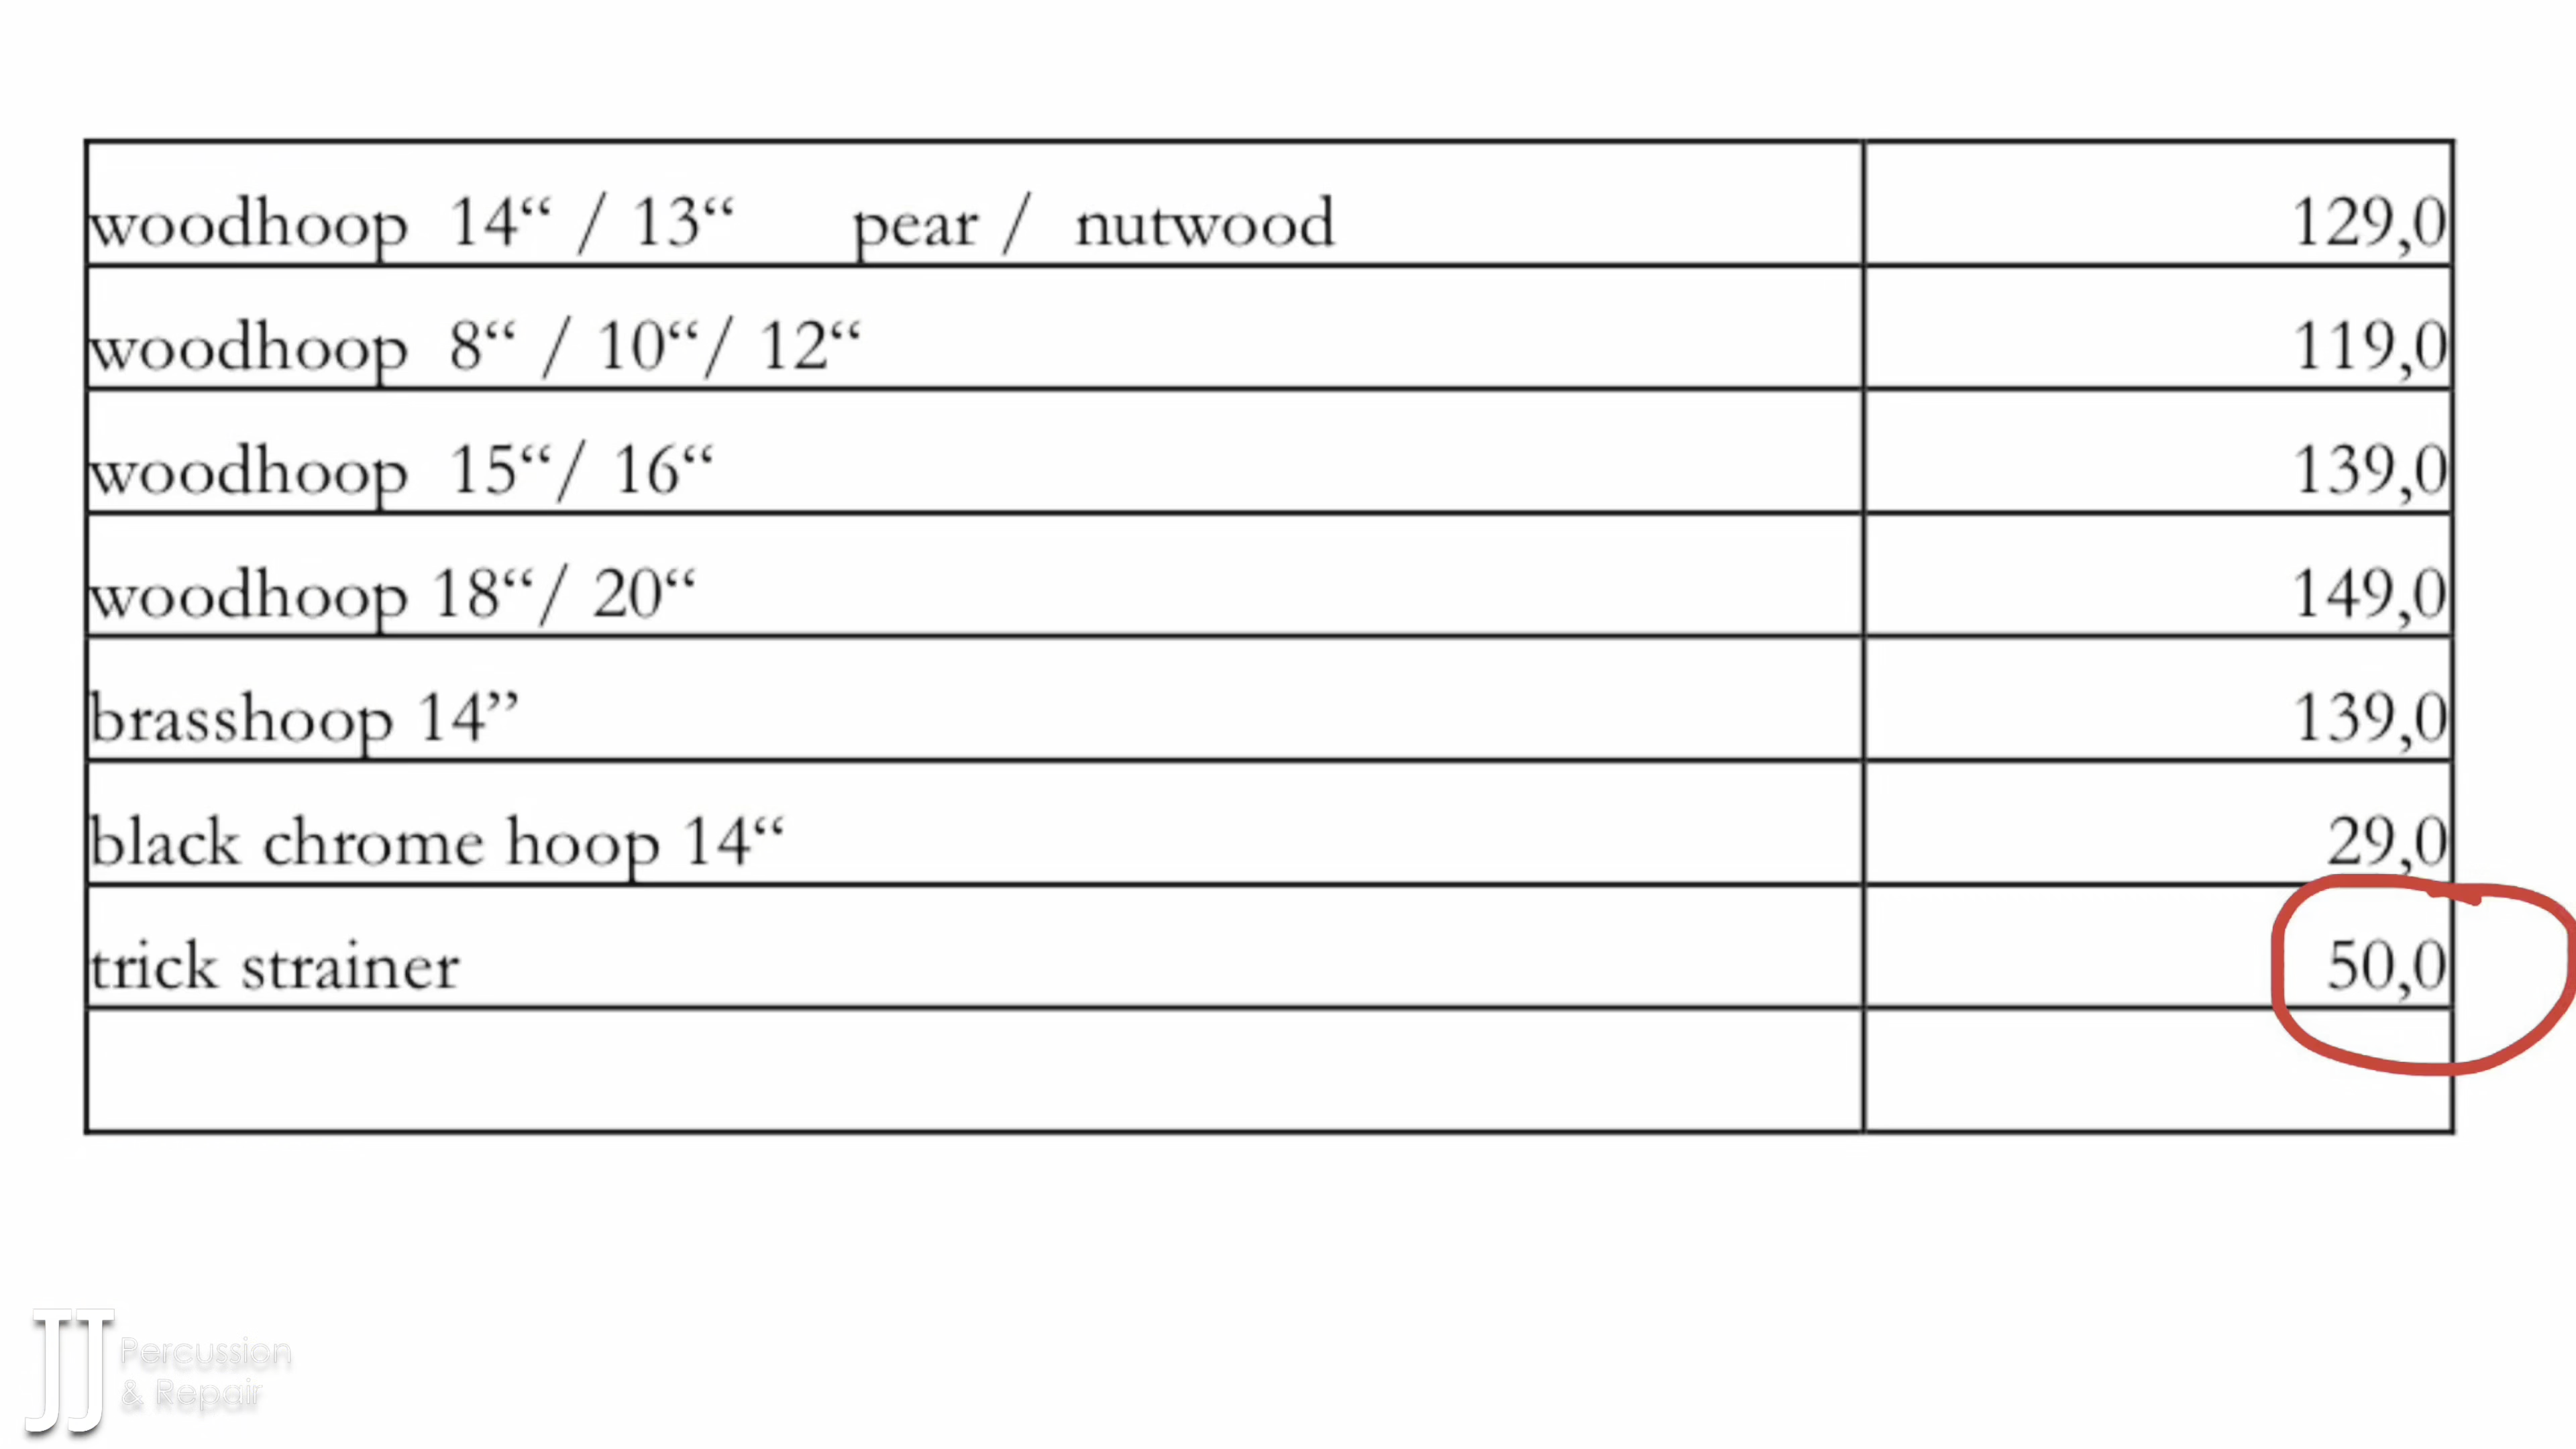 woodhoop 14“ / 13“ pear / nutwood 129,0
woodhoop 8“ / 10“/ 12“ 119,0
woodhoop 15“/ 16“ 139,0
woodhoop 18“/ 20“ 149,0
brasshoop 14” 139,0
black chrome hoop 14“ 29,0
trick strainer 50,0
JJ Percussion
& Repair